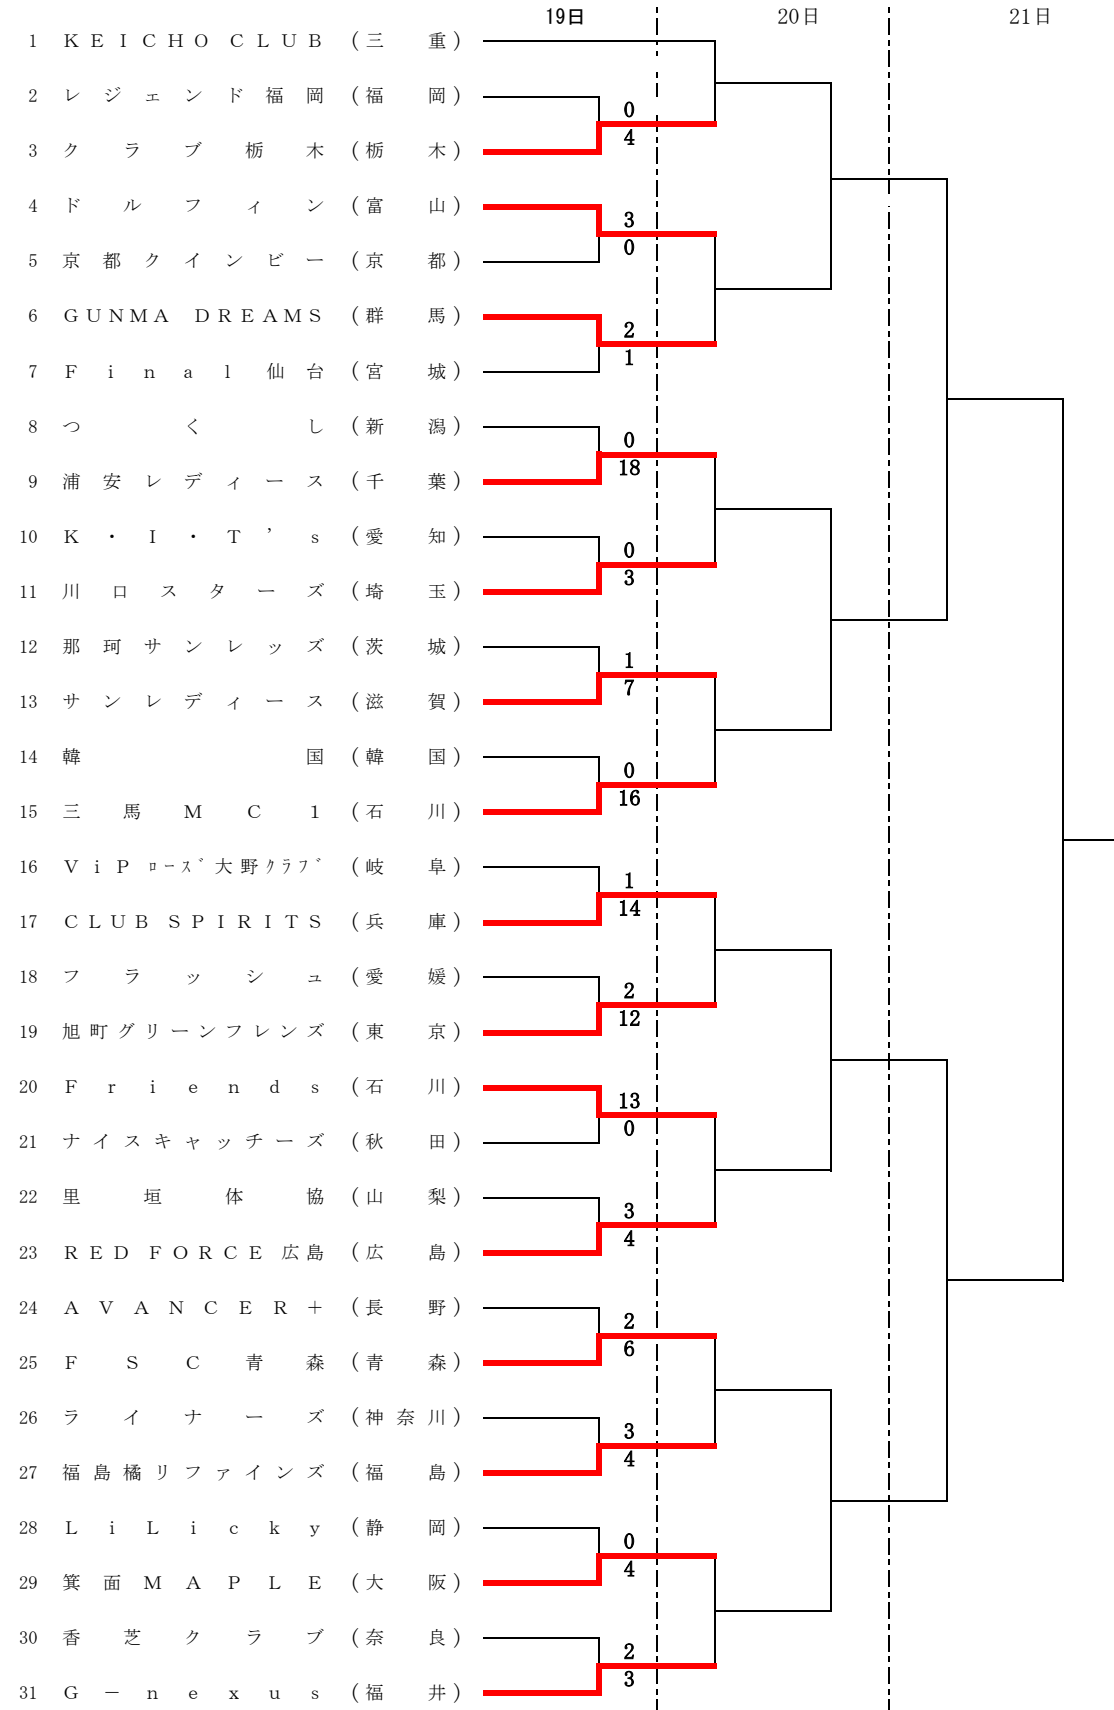 19日 20日 21日
1 KEICHO CLUB (三重)
2 レジェンド福岡 (福岡)
0
4
3 クラブ栃木 (栃木)
4 ドルフィン (富山)
3
0
5 京都クインビー (京都)
6 GUNMA DREAMS (群馬)
2
1
7 Final仙台 (宮城)
8 つくし (新潟)
0
18
9 浦安レディース (千葉)
10 K・I・T's (愛知)
0
3
11 川口スターズ (埼玉)
12 那珂サンレッズ (茨城)
1
7
13 サンレディース (滋賀)
14 韓国 (韓国)
0
16
15 三馬MC1 (石川)
16 ViPローズ大野クラブ (岐阜)
1
14
17 CLUB SPIRITS (兵庫)
18 フラッシュ (愛媛)
2
12
19 旭町グリーンフレンズ (東京)
20 Friends (石川)
13
0
21 ナイスキャッチーズ (秋田)
22 里垣体協 (山梨)
3
4
23 RED FORCE広島 (広島)
24 AVANCER+ (長野)
2
6
25 FSC青森 (青森)
26 ライナーズ (神奈川)
3
4
27 福島橘リファインズ (福島)
28 LiLicky (静岡)
0
4
29 箕面MAPLE (大阪)
30 香芝クラブ (奈良)
2
3
31 G－nexus (福井)